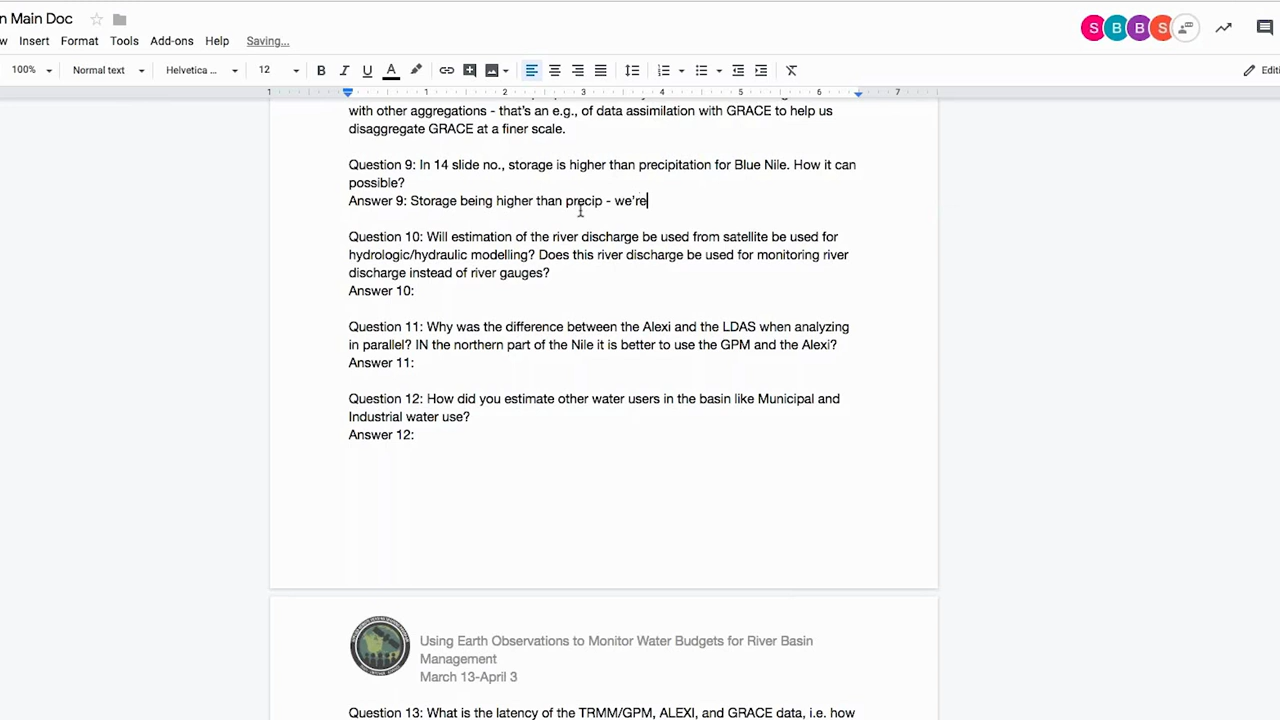 n Main Doc
w Insert Format Tools Add-ons Help Saving...
S B B S
100% Normal text Helvetica ... 12 B I U A Editi
1 1 2 3 4 5 6 7
with other aggregations - that's an e.g., of data assimilation with GRACE to help us
disaggregate GRACE at a finer scale.
Question 9: In 14 slide no., storage is higher than precipitation for Blue Nile. How it can
possible?
Answer 9: Storage being higher than precip - we're
Question 10: Will estimation of the river discharge be used from satellite be used for
hydrologic/hydraulic modelling? Does this river discharge be used for monitoring river
discharge instead of river gauges?
Answer 10:
Question 11: Why was the difference between the Alexi and the LDAS when analyzing
in parallel? IN the northern part of the Nile it is better to use the GPM and the Alexi?
Answer 11:
Question 12: How did you estimate other water users in the basin like Municipal and
Industrial water use?
Answer 12:
Using Earth Observations to Monitor Water Budgets for River Basin
Management
March 13-April 3
Question 13: What is the latency of the TRMM/GPM, ALEXI, and GRACE data, i.e. how